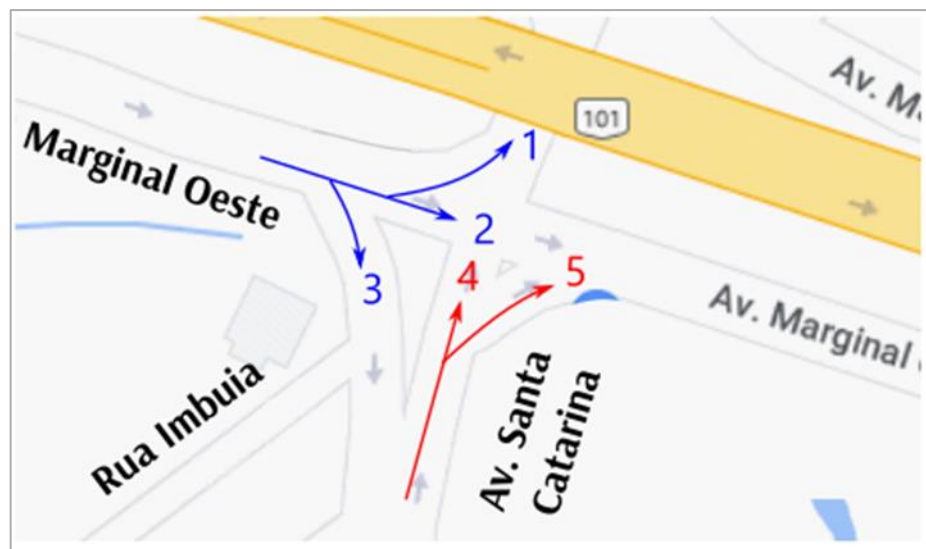 Av. M
101
1
Marginal Oeste
2
4
5
3
Av. Marginal
Rua Imbuia
Av. Santa
Catarina